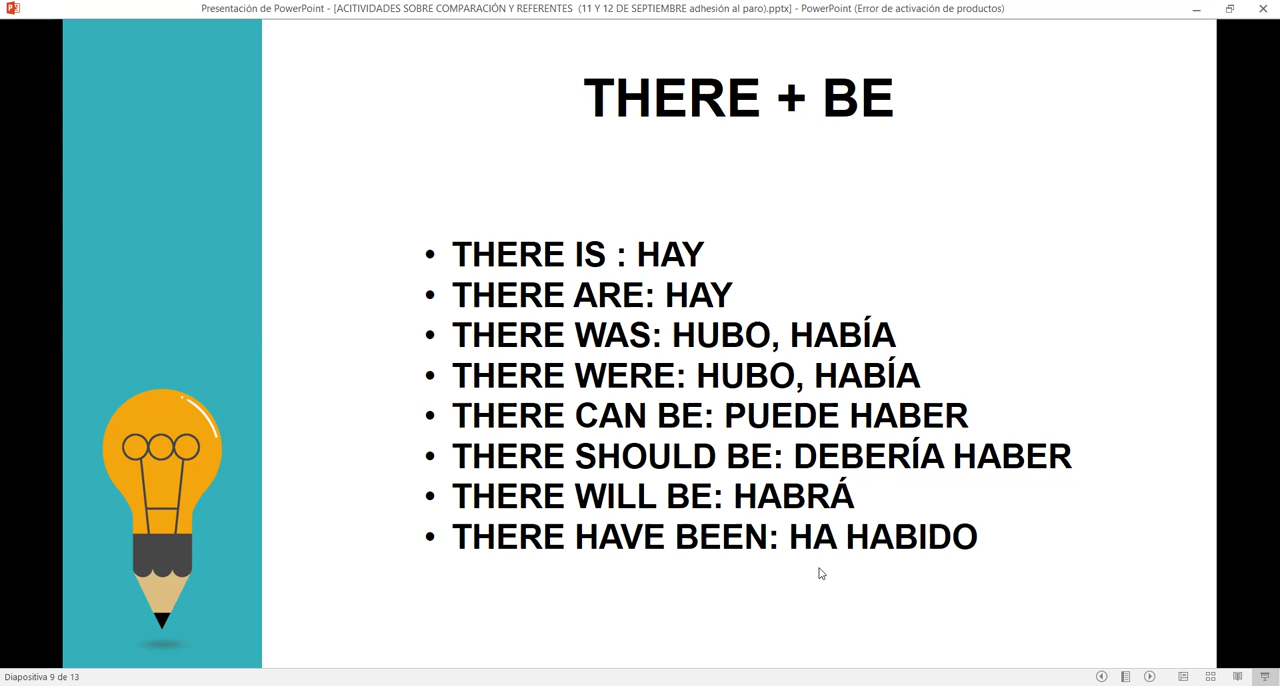 Presentación de PowerPoint - [ACITIVIDADES SOBRE COMPARACIÓN Y REFERENTES (11 Y 12 DE SEPTIEMBRE adhesión al paro).pptx] - PowerPoint (Error de activación de productos)
THERE + BE
• THERE IS : HAY
• THERE ARE: HAY
• THERE WAS: HUBO, HABÍA
• THERE WERE: HUBO, HABÍA
• THERE CAN BE: PUEDE HABER
• THERE SHOULD BE: DEBERÍA HABER
• THERE WILL BE: HABRÁ
• THERE HAVE BEEN: HA HABIDO
Diapositiva 9 de 13